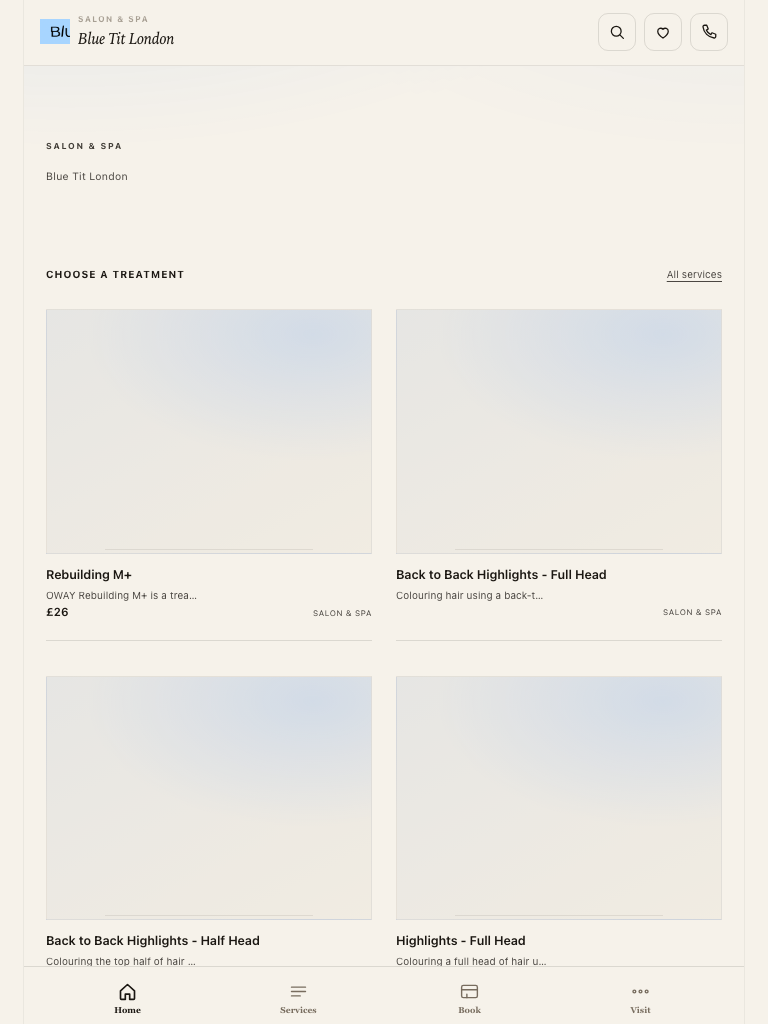 SALON & SPA
Blue Tit London
SALON & SPA
Blue Tit London
CHOOSE A TREATMENT
All services
Rebuilding M+
OWAY Rebuilding M+ is a trea...
£26
SALON & SPA
Back to Back Highlights - Full Head
Colouring hair using a back-t...
SALON & SPA
Back to Back Highlights - Half Head
Colouring the top half of hair ...
Highlights - Full Head
Colouring a full head of hair u...
Home
Services
Book
Visit